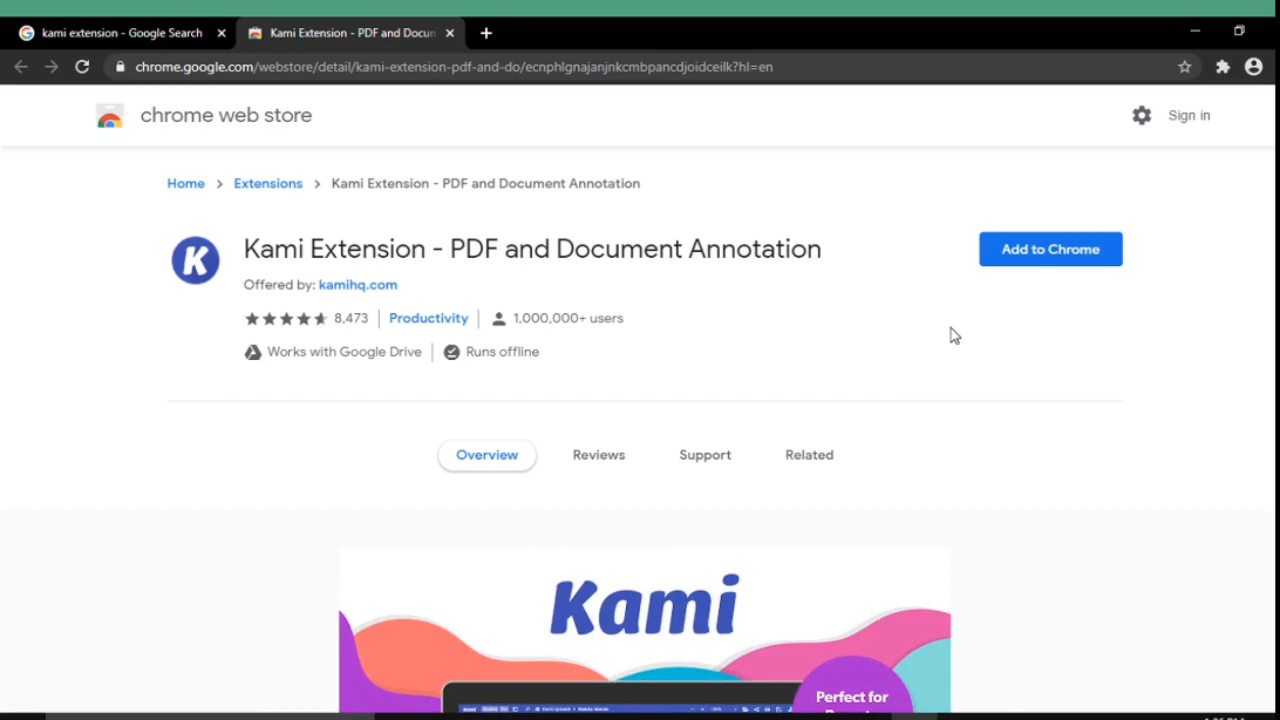 kami extension - Google Search
Kami Extension - PDF and Docun
chrome.google.com/webstore/detail/kami-extension-pdf-and-do/ecnphlgnajanjnkcmbpancdjoidceilk?hl=en
chrome web store
Sign in
Home > Extensions > Kami Extension - PDF and Document Annotation
K
Kami Extension - PDF and Document Annotation
Add to Chrome
Offered by: kamihq.com
8,473 | Productivity | 1,000,000+ users
Works with Google Drive | Runs offline
Overview
Reviews
Support
Related
Kami
Perfect for